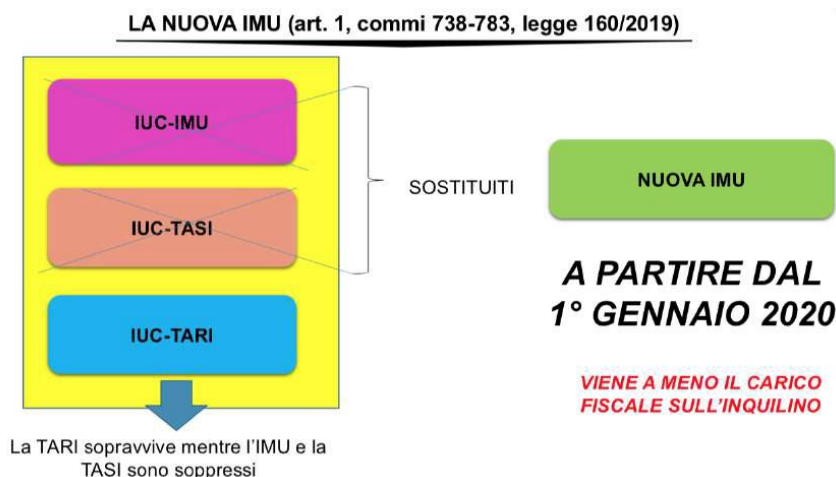 LA NUOVA IMU (art. 1, commi 738-783, legge 160/2019)
IUC-IMU
IUC-TASI
IUC-TARI
SOSTITUITI
NUOVA IMU
A PARTIRE DAL
1° GENNAIO 2020
VIENE A MENO IL CARICO
FISCALE SULL'INQUILINO
La TARI sopravvive mentre l'IMU e la
TASI sono soppressi